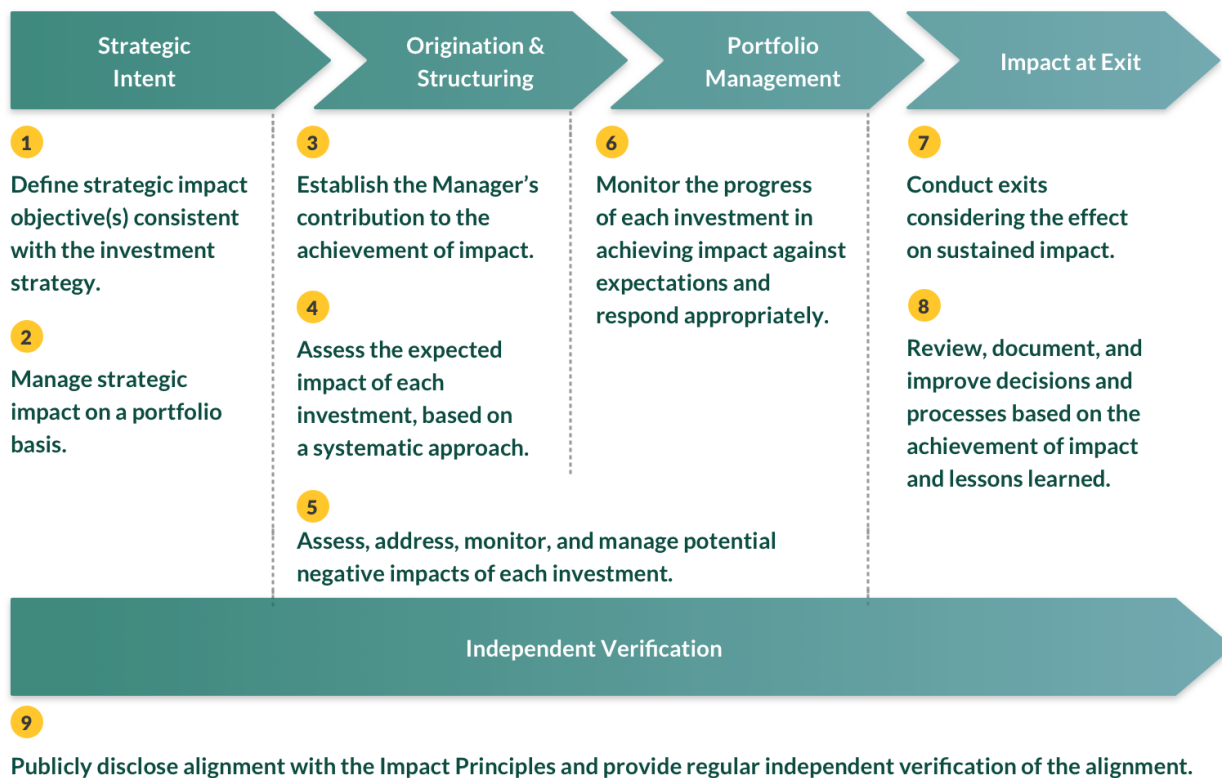 Strategic
Intent
Origination &
Structuring
Portfolio
Management
Impact at Exit
1
Define strategic impact
objective(s) consistent
with the investment
strategy.
2
Manage strategic
impact on a portfolio
basis.
3
Establish the Manager’s
contribution to the
achievement of impact.
4
Assess the expected
impact of each
investment, based on
a systematic approach.
5
Assess, address, monitor, and manage potential
negative impacts of each investment.
6
Monitor the progress
of each investment in
achieving impact against
expectations and
respond appropriately.
7
Conduct exits
considering the effect
on sustained impact.
8
Review, document, and
improve decisions and
processes based on the
achievement of impact
and lessons learned.
Independent Verification
9
Publicly disclose alignment with the Impact Principles and provide regular independent verification of the alignment.